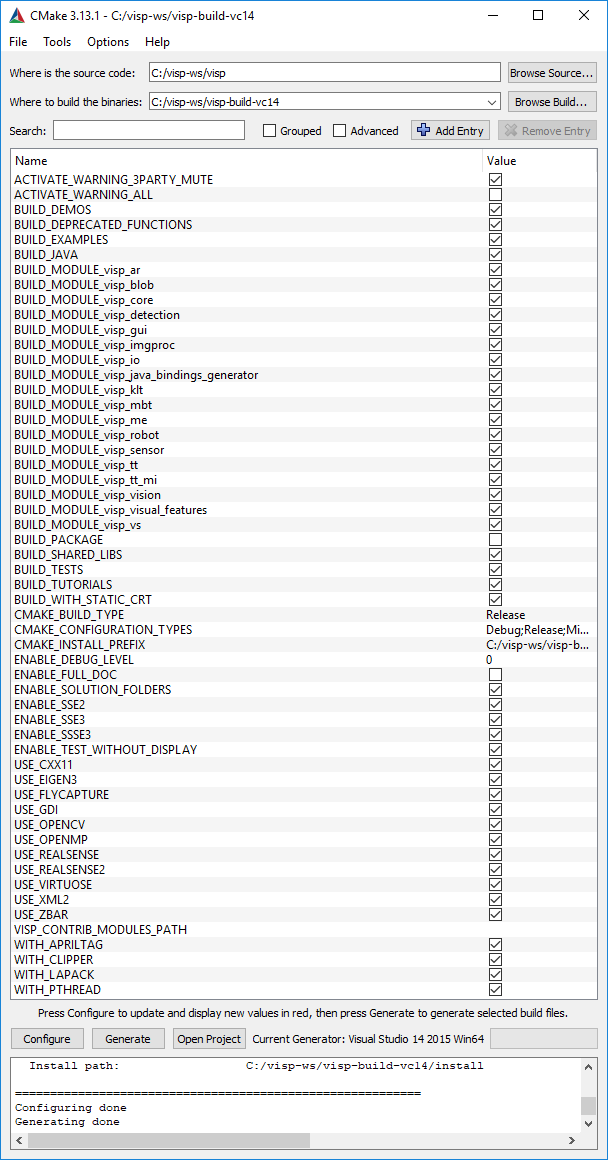 CMake 3.13.1 - C:/visp-ws/visp-build-vc14
File Tools Options Help
Where is the source code: C:/visp-ws/visp Browse Source...
Where to build the binaries: C:/visp-ws/visp-build-vc14 Browse Build...
Search: Grouped Advanced Add Entry Remove Entry
Name Value
ACTIVATE_WARNING_3PARTY_MUTE
ACTIVATE_WARNING_ALL
BUILD_DEMOS
BUILD_DEPRECATED_FUNCTIONS
BUILD_EXAMPLES
BUILD_JAVA
BUILD_MODULE_visp_ar
BUILD_MODULE_visp_blob
BUILD_MODULE_visp_core
BUILD_MODULE_visp_detection
BUILD_MODULE_visp_gui
BUILD_MODULE_visp_imgproc
BUILD_MODULE_visp_io
BUILD_MODULE_visp_java_bindings_generator
BUILD_MODULE_visp_klt
BUILD_MODULE_visp_mbt
BUILD_MODULE_visp_me
BUILD_MODULE_visp_robot
BUILD_MODULE_visp_sensor
BUILD_MODULE_visp_tt
BUILD_MODULE_visp_tt_mi
BUILD_MODULE_visp_vision
BUILD_MODULE_visp_visual_features
BUILD_MODULE_visp_vs
BUILD_PACKAGE
BUILD_SHARED_LIBS
BUILD_TESTS
BUILD_TUTORIALS
BUILD_WITH_STATIC_CRT
CMAKE_BUILD_TYPE Release
CMAKE_CONFIGURATION_TYPES Debug;Release;Mi...
CMAKE_INSTALL_PREFIX C:/visp-ws/visp-b...
ENABLE_DEBUG_LEVEL 0
ENABLE_FULL_DOC
ENABLE_SOLUTION_FOLDERS
ENABLE_SSE2
ENABLE_SSE3
ENABLE_SSSE3
ENABLE_TEST_WITHOUT_DISPLAY
USE_CXX11
USE_EIGEN3
USE_FLYCAPTURE
USE_GDI
USE_OPENCV
USE_OPENMP
USE_REALSENSE
USE_REALSENSE2
USE_VIRTUOSE
USE_XML2
USE_ZBAR
VISP_CONTRIB_MODULES_PATH
WITH_APRILTAG
WITH_CLIPPER
WITH_LAPACK
WITH_PTHREAD
Press Configure to update and display new values in red, then press Generate to generate selected build files.
Configure Generate Open Project Current Generator: Visual Studio 14 2015 Win64
Install path: C:/visp-ws/visp-build-vc14/install
==========================================================
Configuring done
Generating done